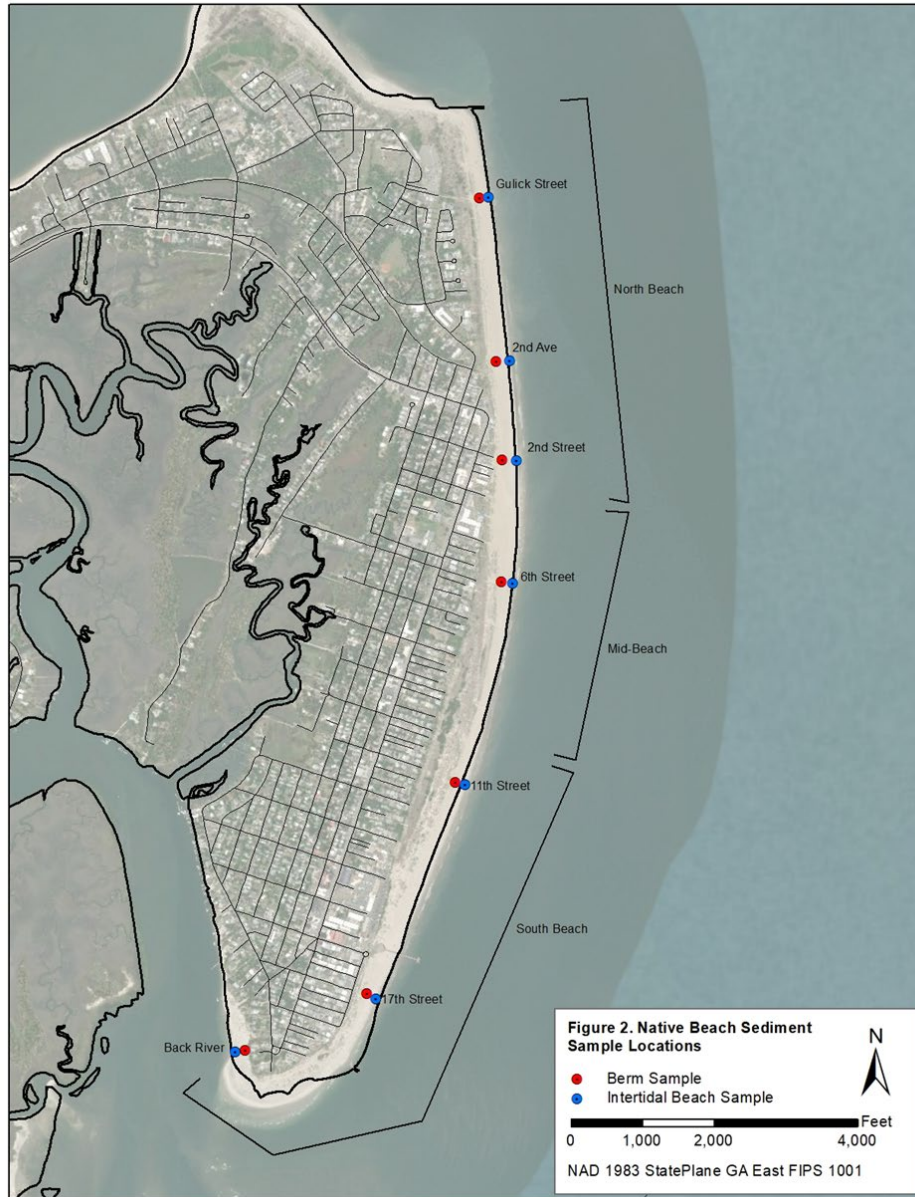 Gulick Street
North Beach
2nd Ave
2nd Street
6th Street
Mid-Beach
11th Street
South Beach
17th Street
Back River
Figure 2. Native Beach Sediment
Sample Locations
N
Berm Sample
Intertidal Beach Sample
Feet
0 1,000 2,000 4,000
NAD 1983 StatePlane GA East FIPS 1001